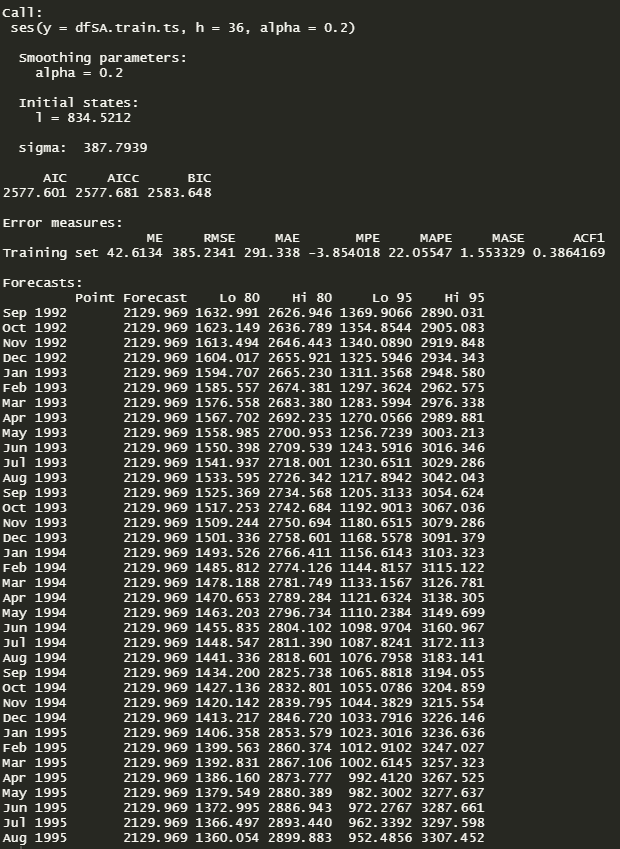 Call:
ses(y = dfSA.train.ts, h = 36, alpha = 0.2)
Smoothing parameters:
alpha = 0.2
Initial states:
l = 834.5212
sigma: 387.7939
AIC AICc BIC
2577.601 2577.681 2583.648
Error measures:
ME RMSE MAE MPE MAPE MASE ACF1
Training set 42.6134 385.2341 291.338 -3.854018 22.05547 1.553329 0.3864169
Forecasts:
Point Forecast Lo 80 Hi 80 Lo 95 Hi 95
Sep 1992 2129.969 1632.991 2626.946 1369.9066 2890.031
Oct 1992 2129.969 1623.149 2636.789 1354.8544 2905.083
Nov 1992 2129.969 1613.494 2646.443 1340.0890 2919.848
Dec 1992 2129.969 1604.017 2655.921 1325.5946 2934.343
Jan 1993 2129.969 1594.707 2665.230 1311.3568 2948.580
Feb 1993 2129.969 1585.557 2674.381 1297.3624 2962.575
Mar 1993 2129.969 1576.558 2683.380 1283.5994 2976.338
Apr 1993 2129.969 1567.702 2692.235 1270.0566 2989.881
May 1993 2129.969 1558.985 2700.953 1256.7239 3003.213
Jun 1993 2129.969 1550.398 2709.539 1243.5916 3016.346
Jul 1993 2129.969 1541.937 2718.001 1230.6511 3029.286
Aug 1993 2129.969 1533.595 2726.342 1217.8942 3042.043
Sep 1993 2129.969 1525.369 2734.568 1205.3133 3054.624
Oct 1993 2129.969 1517.253 2742.684 1192.9013 3067.036
Nov 1993 2129.969 1509.244 2750.694 1180.6515 3079.286
Dec 1993 2129.969 1501.336 2758.601 1168.5578 3091.379
Jan 1994 2129.969 1493.526 2766.411 1156.6143 3103.323
Feb 1994 2129.969 1485.812 2774.126 1144.8157 3115.122
Mar 1994 2129.969 1478.188 2781.749 1133.1567 3126.781
Apr 1994 2129.969 1470.653 2789.284 1121.6324 3138.305
May 1994 2129.969 1463.203 2796.734 1110.2384 3149.699
Jun 1994 2129.969 1455.835 2804.102 1098.9704 3160.967
Jul 1994 2129.969 1448.547 2811.390 1087.8241 3172.113
Aug 1994 2129.969 1441.336 2818.601 1076.7958 3183.141
Sep 1994 2129.969 1434.200 2825.738 1065.8818 3194.055
Oct 1994 2129.969 1427.136 2832.801 1055.0786 3204.859
Nov 1994 2129.969 1420.142 2839.795 1044.3829 3215.554
Dec 1994 2129.969 1413.217 2846.720 1033.7916 3226.146
Jan 1995 2129.969 1406.358 2853.579 1023.3016 3236.636
Feb 1995 2129.969 1399.563 2860.374 1012.9102 3247.027
Mar 1995 2129.969 1392.831 2867.106 1002.6145 3257.323
Apr 1995 2129.969 1386.160 2873.777 992.4120 3267.525
May 1995 2129.969 1379.549 2880.389 982.3002 3277.637
Jun 1995 2129.969 1372.995 2886.943 972.2767 3287.661
Jul 1995 2129.969 1366.497 2893.440 962.3392 3297.598
Aug 1995 2129.969 1360.054 2899.883 952.4856 3307.452